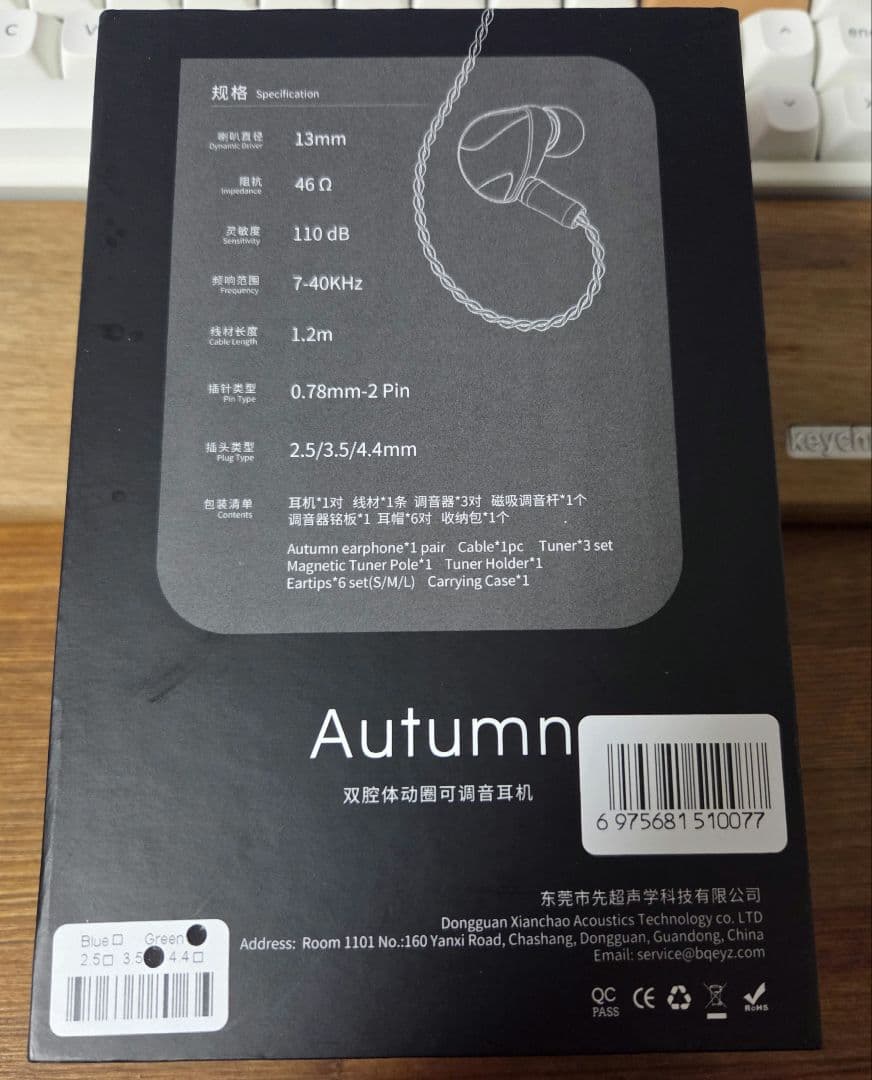 C
V
^
en
规格 Specification
喇叭直径 13mm
Dynamic Driver
阻抗 46 Ω
Impedance
灵敏度 110 dB
Sensitivity
频响范围 7-40KHz
Frequency
线材长度 1.2m
Cable Length
插针类型 0.78mm-2 Pin
Pin Type
插头类型 2.5/3.5/4.4mm
Plug Type
keych
包装清单 耳机*1对 线材*1条 调音器*3对 磁吸调音杆*1个
Contents 调音器铭板*1 耳帽*6对 收纳包*1个
Autumn earphone*1 pair Cable*1pc Tuner*3 set
Magnetic Tuner Pole*1 Tuner Holder*1
Eartips*6 set(S/M/L) Carrying Case*1
Autumn
双腔体动圈可调音耳机
6 975681 510077
东莞市先超声学科技有限公司
Dongguan Xianchao Acoustics Technology co. LTD
Address: Room 1101 No.:160 Yanxi Road, Chashang, Dongguan, Guandong, China
Email: service@bqeyz.com
Blue□ Green
2.5□ 3.5 4.4□
QC
PASS
CE
RoHS